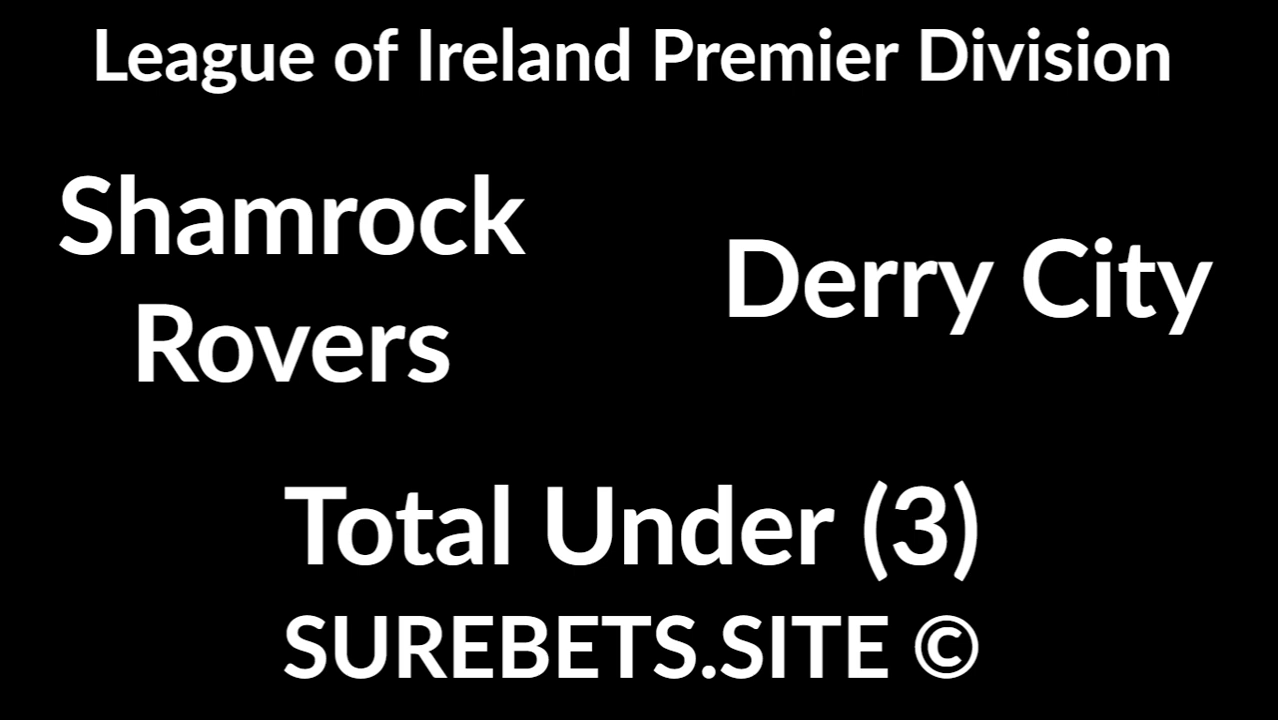 League of Ireland Premier Division
Shamrock
Rovers
Derry City
Total Under (3)
SUREBETS.SITE ©